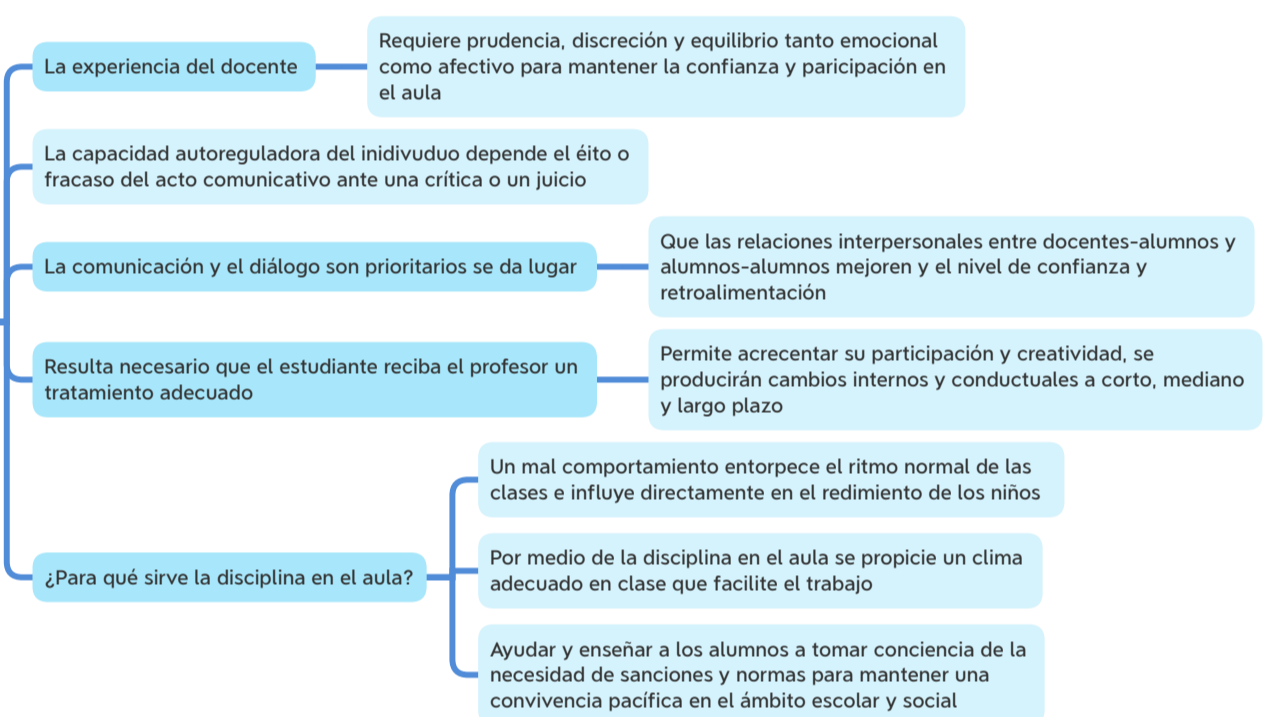 La experiencia del docente
Requiere prudencia, discreción y equilibrio tanto emocional
como afectivo para mantener la confianza y paricipación en
el aula
La capacidad autoreguladora del inidivuduo depende el éito o
fracaso del acto comunicativo ante una crítica o un juicio
La comunicación y el diálogo son prioritarios se da lugar
Que las relaciones interpersonales entre docentes-alumnos y
alumnos-alumnos mejoren y el nivel de confianza y
retroalimentación
Resulta necesario que el estudiante reciba el profesor un
tratamiento adecuado
Permite acrecentar su participación y creatividad, se
producirán cambios internos y conductuales a corto, mediano
y largo plazo
¿Para qué sirve la disciplina en el aula?
Un mal comportamiento entorpece el ritmo normal de las
clases e influye directamente en el redimiento de los niños
Por medio de la disciplina en el aula se propicie un clima
adecuado en clase que facilite el trabajo
Ayudar y enseñar a los alumnos a tomar conciencia de la
necesidad de sanciones y normas para mantener una
convivencia pacífica en el ámbito escolar y social